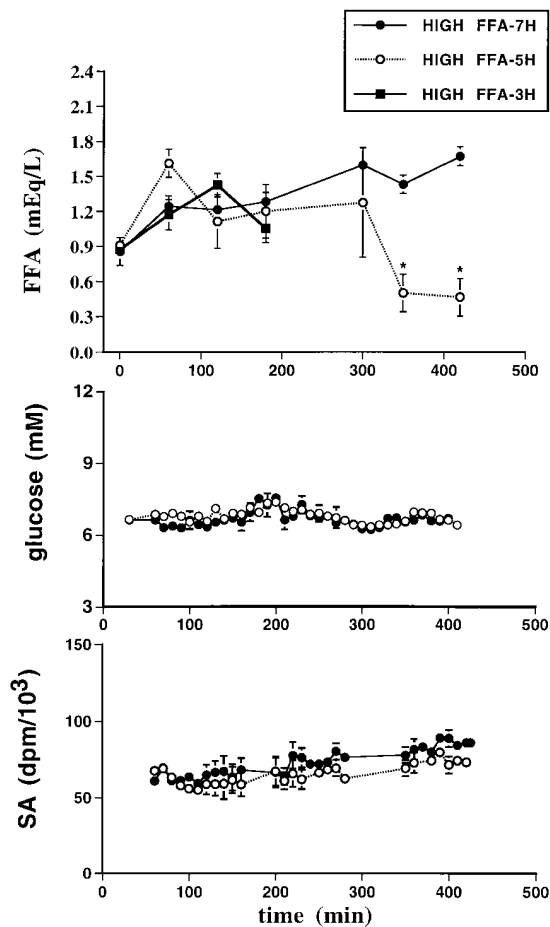 HIGH FFA-7H
HIGH FFA-5H
HIGH FFA-3H
FFA (mEq/L)
2.4
2.1
1.8
1.5
1.2
0.9
0.6
0.3
0.0
* *
0 100 200 300 400 500
glucose (mM)
12
9
6
3
100 200 300 400 500
SA (dpm/10³)
150
100
50
0
100 200 300 400 500
time (min)